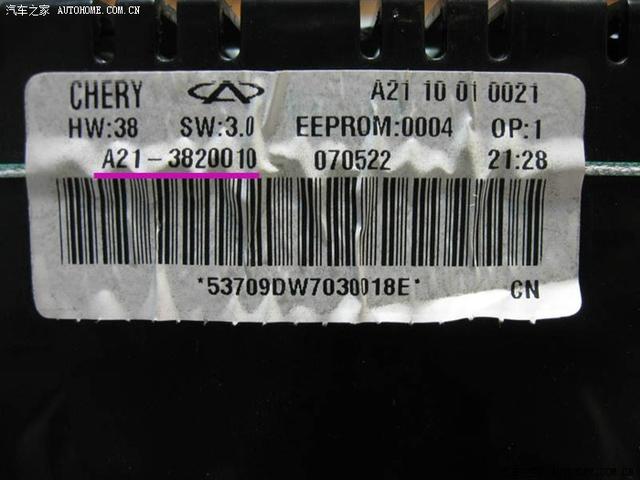 汽车之家 AUTOHOME.COM.CN
CHERY A21 10 01 0021
HW:38 SW:3.0 EEPROM:0004 OP:1
A21-3820010 070522 21:28
*53709DW7030018E* CN